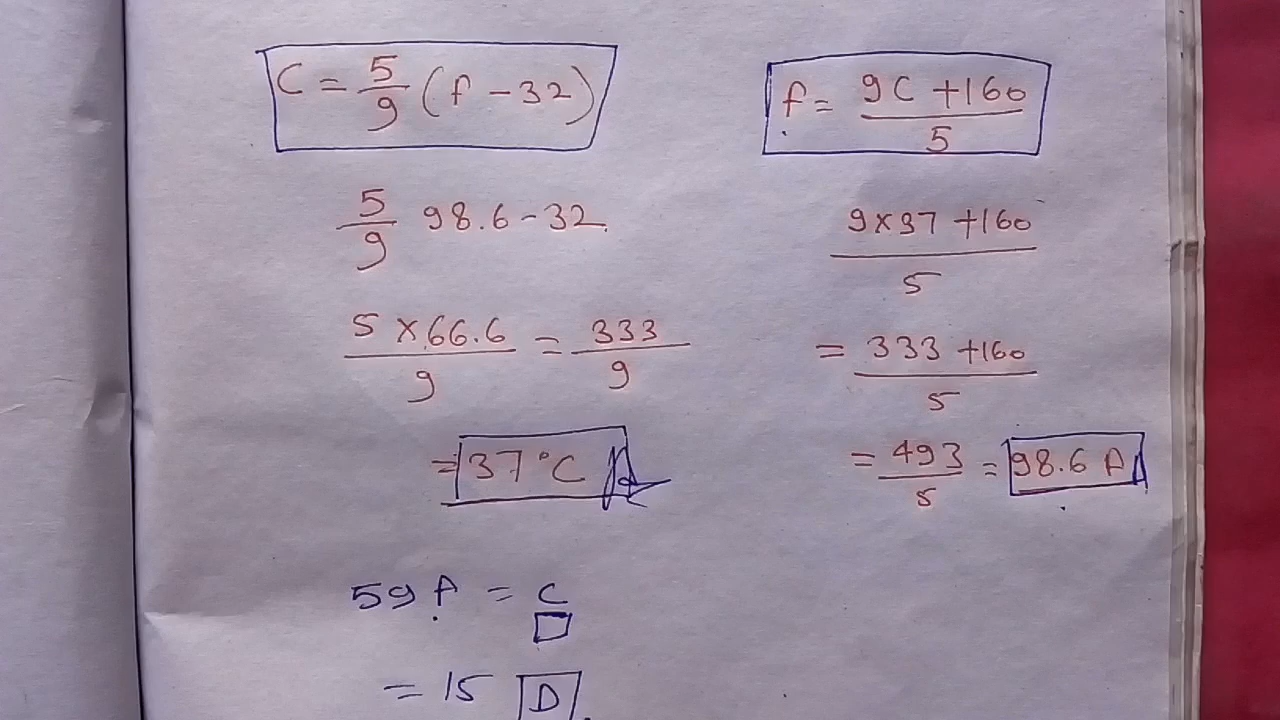 C = 5/9 (f - 32)
5/9 98.6 - 32
5 × 66.6 / 9 = 333 / 9
= 37°C
f = 9C + 160 / 5
9 × 37 + 160 / 5
= 333 + 160 / 5
= 493 / 5 = 98.6 f
59 f = C
= 15 D